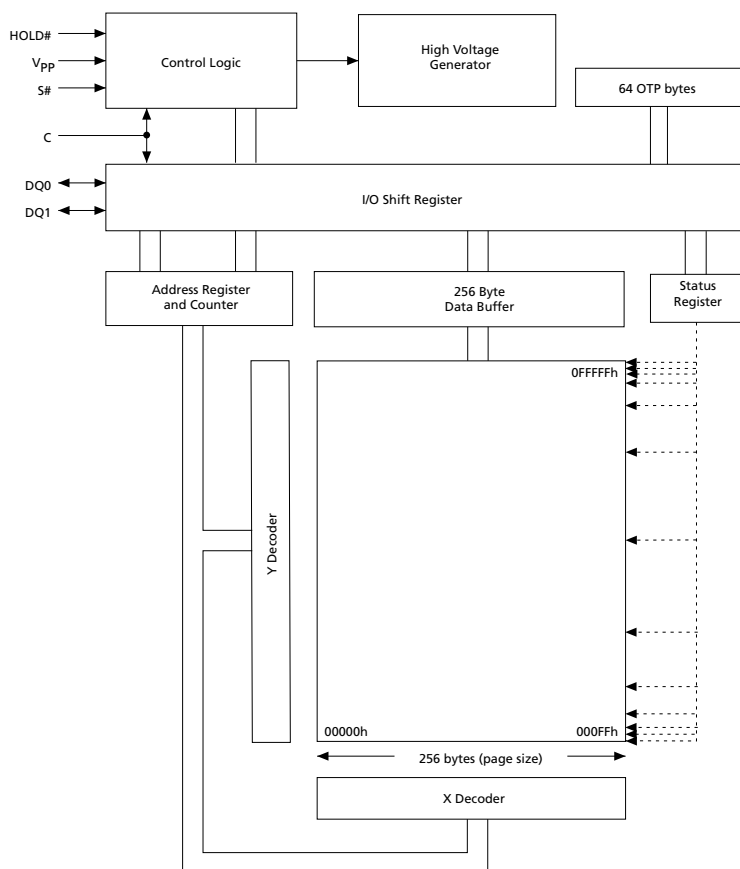 HOLD#
VPP
S#
C
DQ0
DQ1
Control Logic
High Voltage
Generator
64 OTP bytes
I/O Shift Register
Address Register
and Counter
256 Byte
Data Buffer
Status
Register
0FFFFFh
Y Decoder
00000h
000FFh
256 bytes (page size)
X Decoder